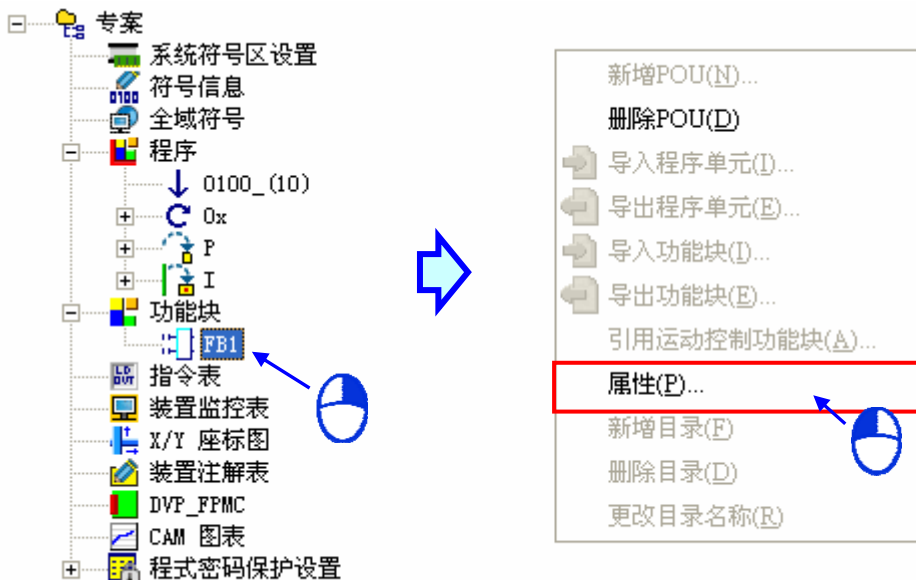 专案
系统符号区设置
符号信息
全域符号
程序
O100_(10)
Ox
P
I
功能块
FB1
指令表
装置监控表
X/Y 座标图
装置注解表
DVP_FPMC
CAM 图表
程式密码保护设置
新增POU(N)...
删除POU(D)
导入程序单元(I)...
导出程序单元(E)...
导入功能块(I)...
导出功能块(E)...
引用运动控制功能块(A)...
属性(P)...
新增目录(F)
删除目录(D)
更改目录名称(R)